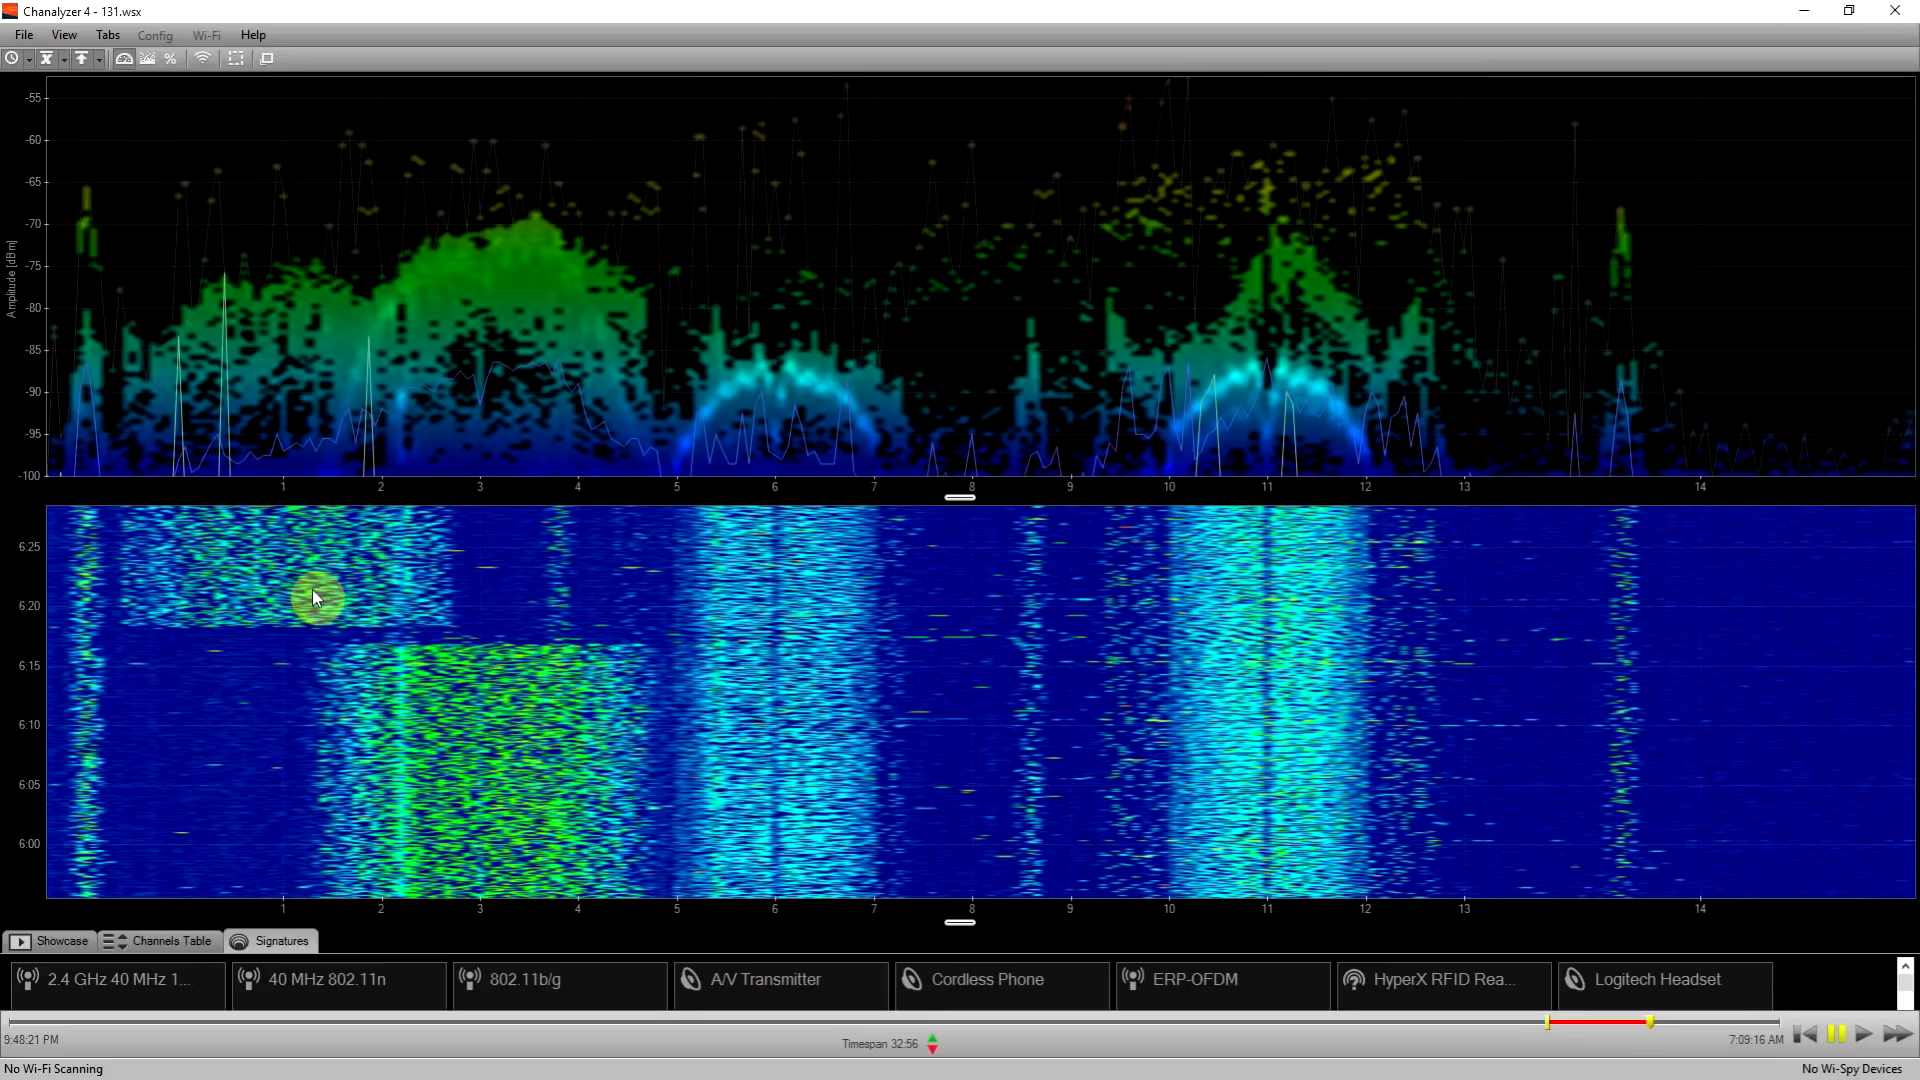 Chanalyzer 4 - 131.wsx
File View Tabs Config Wi-Fi Help
%
Amplitude [dBm]
-55
-60
-65
-70
-75
-80
-85
-90
-95
-100
1 2 3 4 5 6 7 8 9 10 11 12 13 14
6:25
6:20
6:15
6:10
6:05
6:00
1 2 3 4 5 6 7 8 9 10 11 12 13 14
Showcase Channels Table Signatures
2.4 GHz 40 MHz 1... 40 MHz 802.11n 802.11b/g A/V Transmitter Cordless Phone ERP-OFDM HyperX RFID Rea... Logitech Headset
9:48:21 PM Timespan 32:56 7:09:16 AM
No Wi-Fi Scanning No Wi-Spy Devices